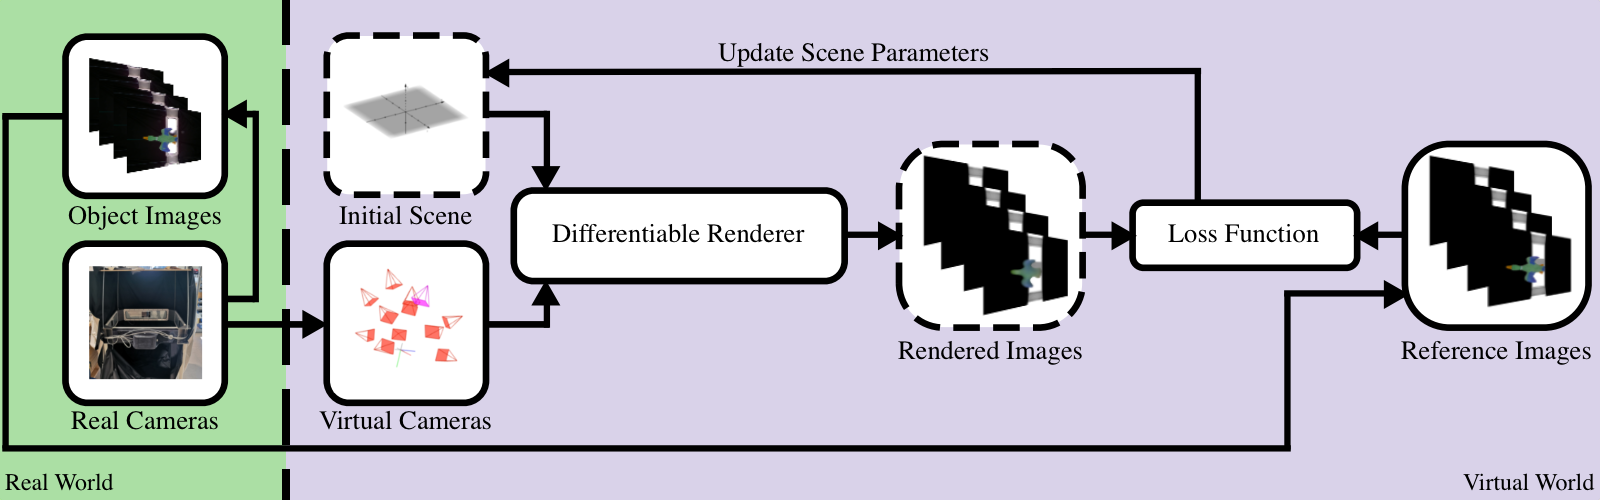 Update Scene Parameters
Object Images
Initial Scene
Differentiable Renderer
Loss Function
Rendered Images
Reference Images
Real Cameras
Virtual Cameras
Real World
Virtual World